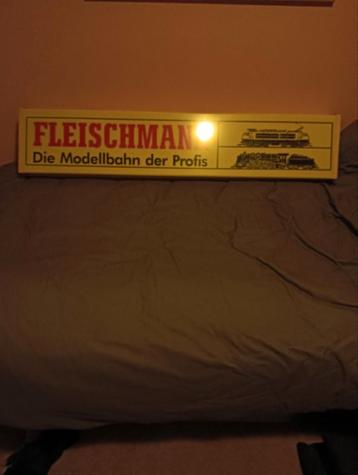 FLEISCHMAN
Die Modellbahn der Profis